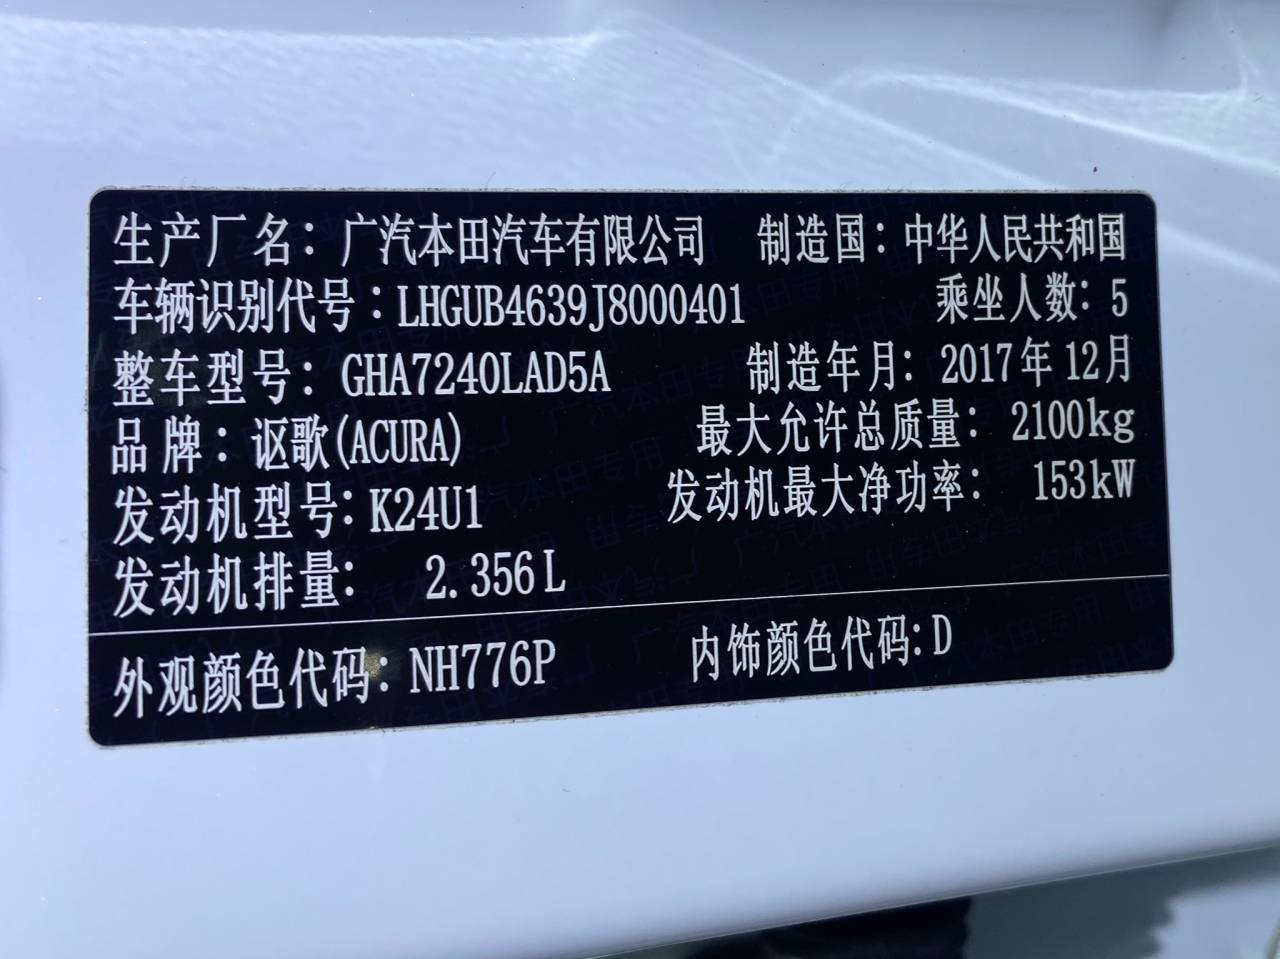 生产厂名：广汽本田汽车有限公司 制造国：中华人民共和国
车辆识别代号：LHGUB4639J8000401 乘坐人数：5
整车型号：GHA7240LAD5A 制造年月：2017年12月
品牌：讴歌(ACURA) 最大允许总质量：2100kg
发动机型号：K24U1 发动机最大净功率：153kW
发动机排量：2.356L
外观颜色代码：NH776P 内饰颜色代码：D